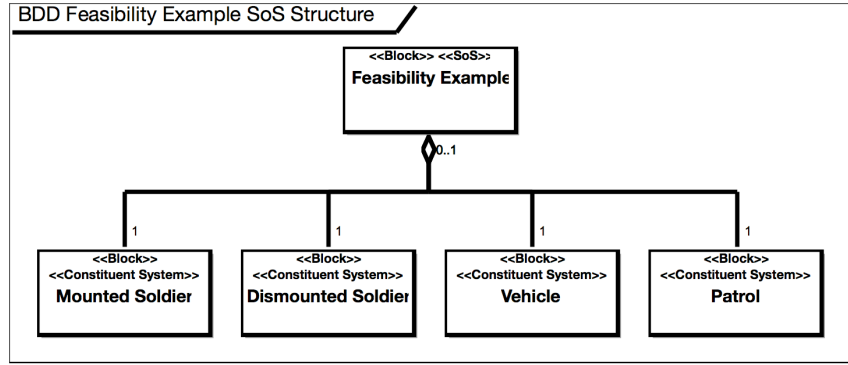 BDD Feasibility Example SoS Structure
<<Block>> <<SoS>>
Feasibility Example
0..1
1
1
1
1
<<Block>>
<<Constituent System>>
Mounted Soldier
<<Block>>
<<Constituent System>>
Dismounted Soldier
<<Block>>
<<Constituent System>>
Vehicle
<<Block>>
<<Constituent System>>
Patrol